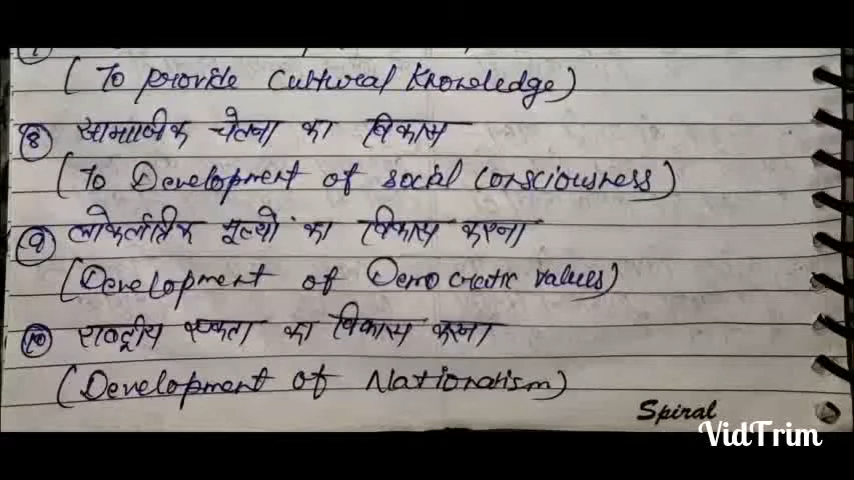 (To provide Cultural Knowledge)
(8) सामाजिक चेतना का विकास
(To Development of social Consciousness)
(9) लोकतांत्रिक मूल्यों का विकास करना
(Development of Democratic values)
(10) राष्ट्रीय एकता का विकास करना
(Development of Nationalism)
Spiral
VidTrim